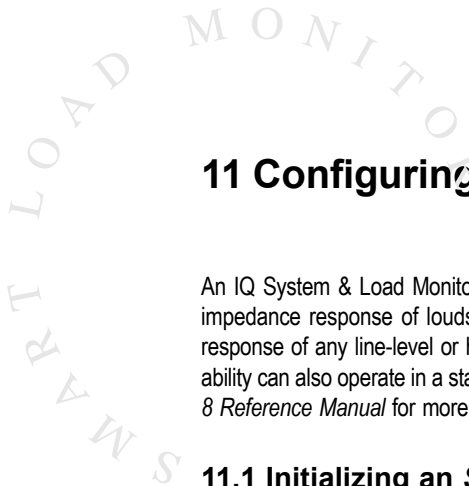 SMART LOAD MONITO
11 Configuring
An IQ System & Load Monito
impedance response of louds
response of any line-level or h
ability can also operate in a sta
8 Reference Manual for more
11.1 Initializing an S